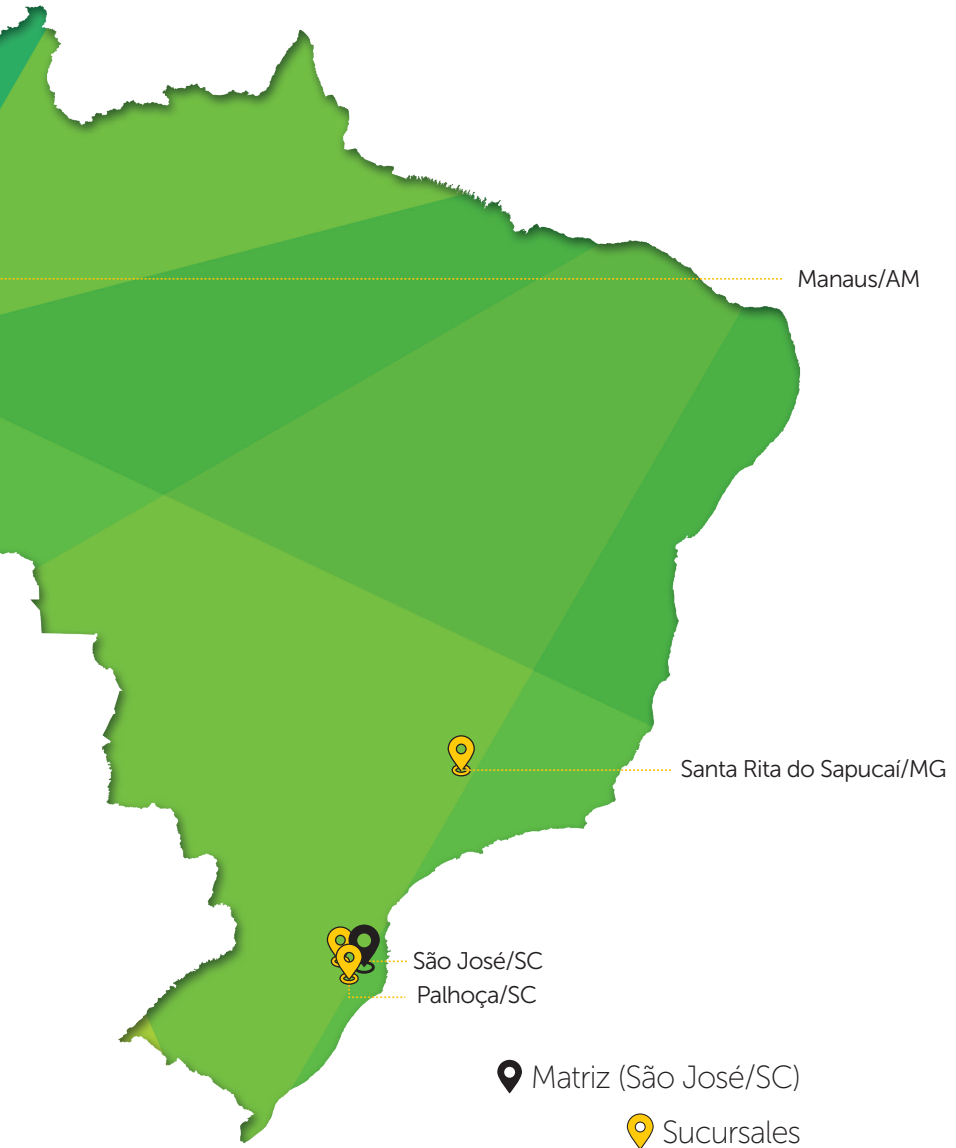 Manaus/AM
Santa Rita do Sapucaí/MG
São José/SC
Palhoça/SC
Matriz (São José/SC)
Sucursales